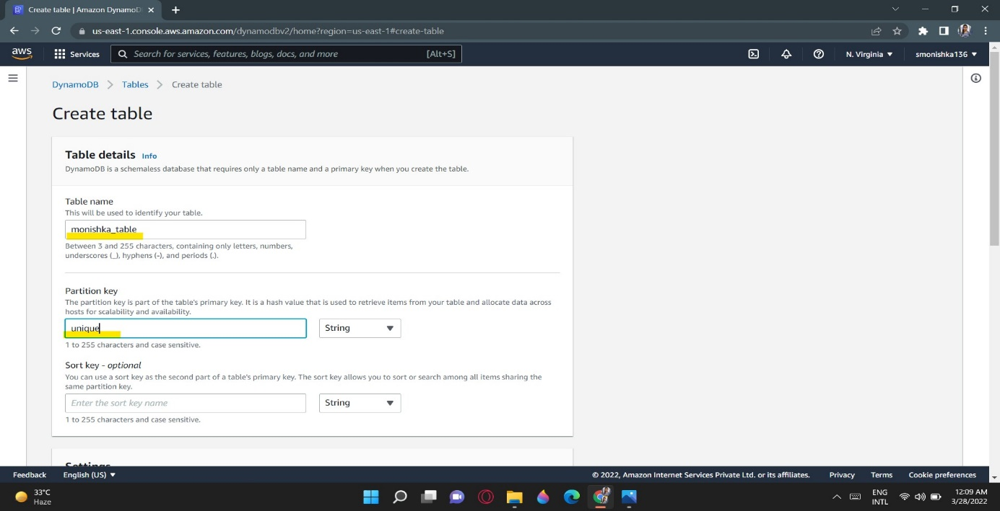 Create table | Amazon DynamoD
us-east-1.console.aws.amazon.com/dynamodbv2/home?region=us-east-1#create-table
aws
Services
Search for services, features, blogs, docs, and more
[Alt+S]
N. Virginia
smonishka136
DynamoDB
Tables
Create table
Create table
Table details Info
DynamoDB is a schemaless database that requires only a table name and a primary key when you create the table.
Table name
This will be used to identify your table.
monishka_table
Between 3 and 255 characters, containing only letters, numbers,
underscores (_), hyphens (-), and periods (.).
Partition key
The partition key is part of the table's primary key. It is a hash value that is used to retrieve items from your table and allocate data across
hosts for scalability and availability.
unique
String
1 to 255 characters and case sensitive.
Sort key - optional
You can use a sort key as the second part of a table's primary key. The sort key allows you to sort or search among all items sharing the
same partition key.
Enter the sort key name
String
1 to 255 characters and case sensitive.
Settings
Feedback
English (US)
© 2022, Amazon Internet Services Private Ltd. or its affiliates.
Privacy
Terms
Cookie preferences
33°C
Haze
ENG
INTL
12:09 AM
3/28/2022